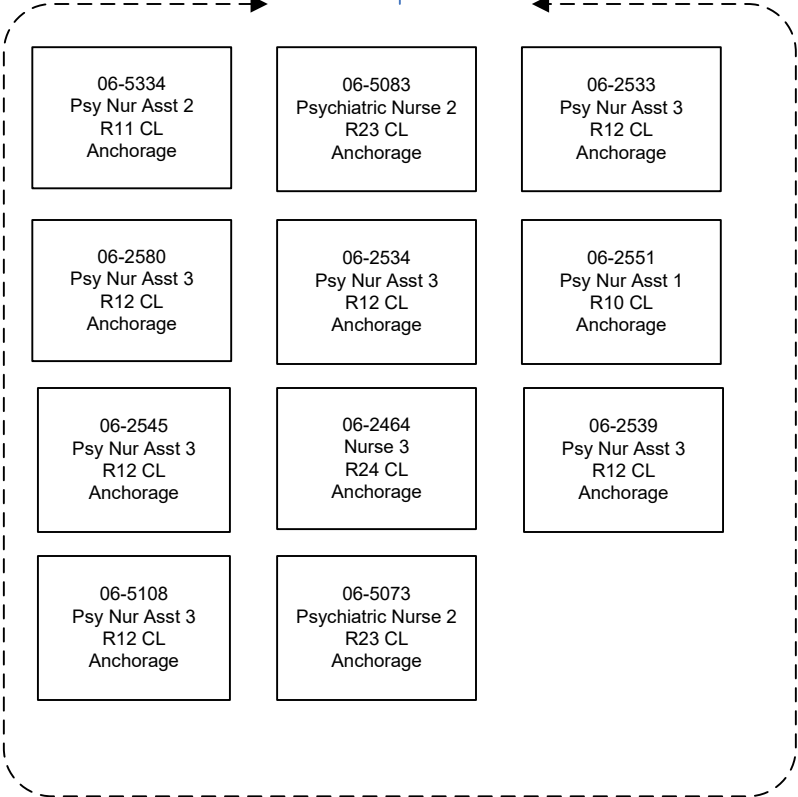 06-5334
Psy Nur Asst 2
R11 CL
Anchorage
06-5083
Psychiatric Nurse 2
R23 CL
Anchorage
06-2533
Psy Nur Asst 3
R12 CL
Anchorage
06-2580
Psy Nur Asst 3
R12 CL
Anchorage
06-2534
Psy Nur Asst 3
R12 CL
Anchorage
06-2551
Psy Nur Asst 1
R10 CL
Anchorage
06-2545
Psy Nur Asst 3
R12 CL
Anchorage
06-2464
Nurse 3
R24 CL
Anchorage
06-2539
Psy Nur Asst 3
R12 CL
Anchorage
06-5108
Psy Nur Asst 3
R12 CL
Anchorage
06-5073
Psychiatric Nurse 2
R23 CL
Anchorage